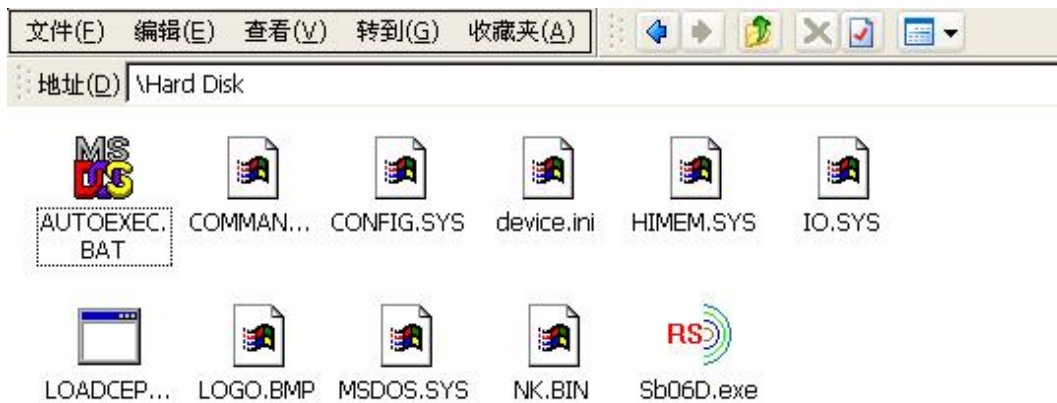 文件(F) 编辑(E) 查看(V) 转到(G) 收藏夹(A)
地址(D) \Hard Disk
MS
DOS
AUTOEXEC.
BAT
COMMAN... CONFIG.SYS device.ini HIMEM.SYS IO.SYS
RS
LOADCEP... LOGO.BMP MSDOS.SYS NK.BIN Sb06D.exe